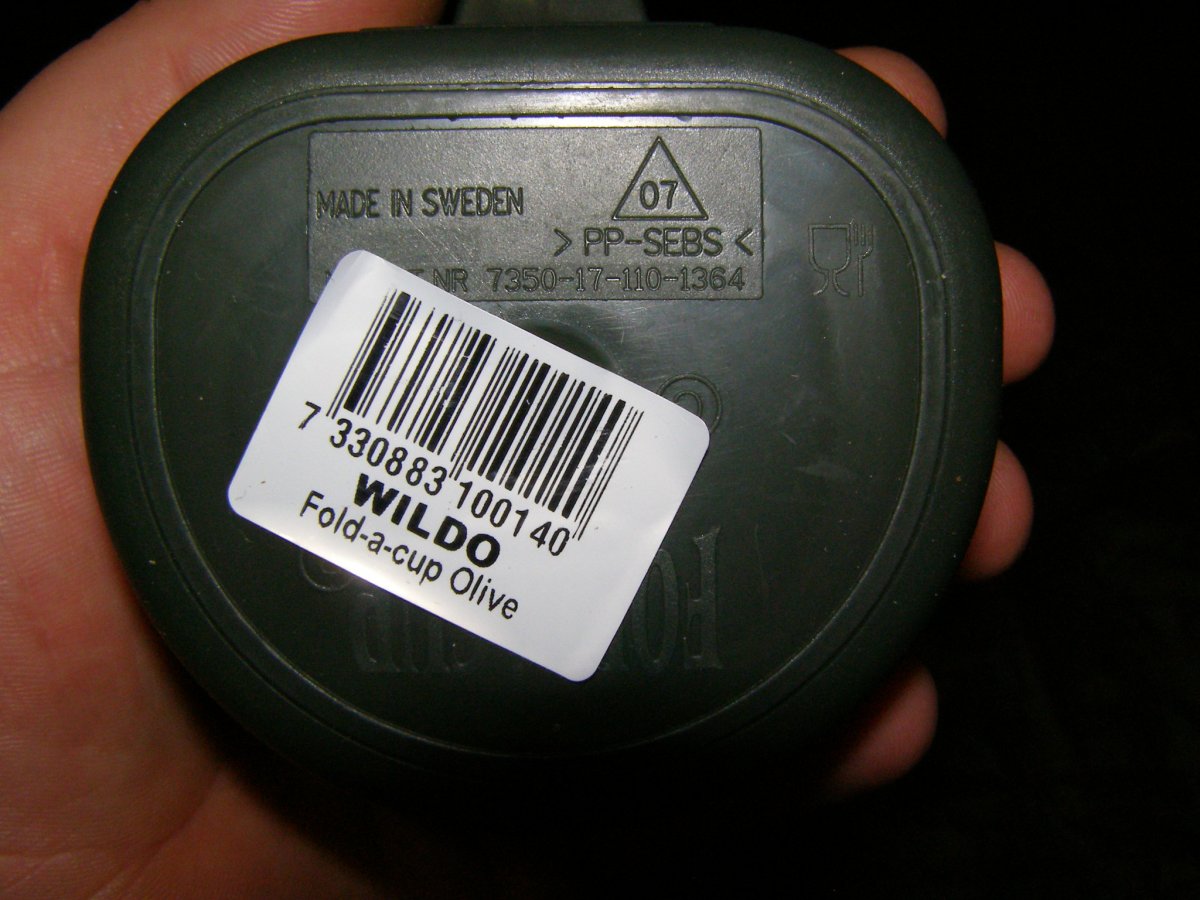 MADE IN SWEDEN
07
> PP-SEBS <
NR 7350-17-110-1364
7 330883 100140
WILDO
Fold-a-cup Olive